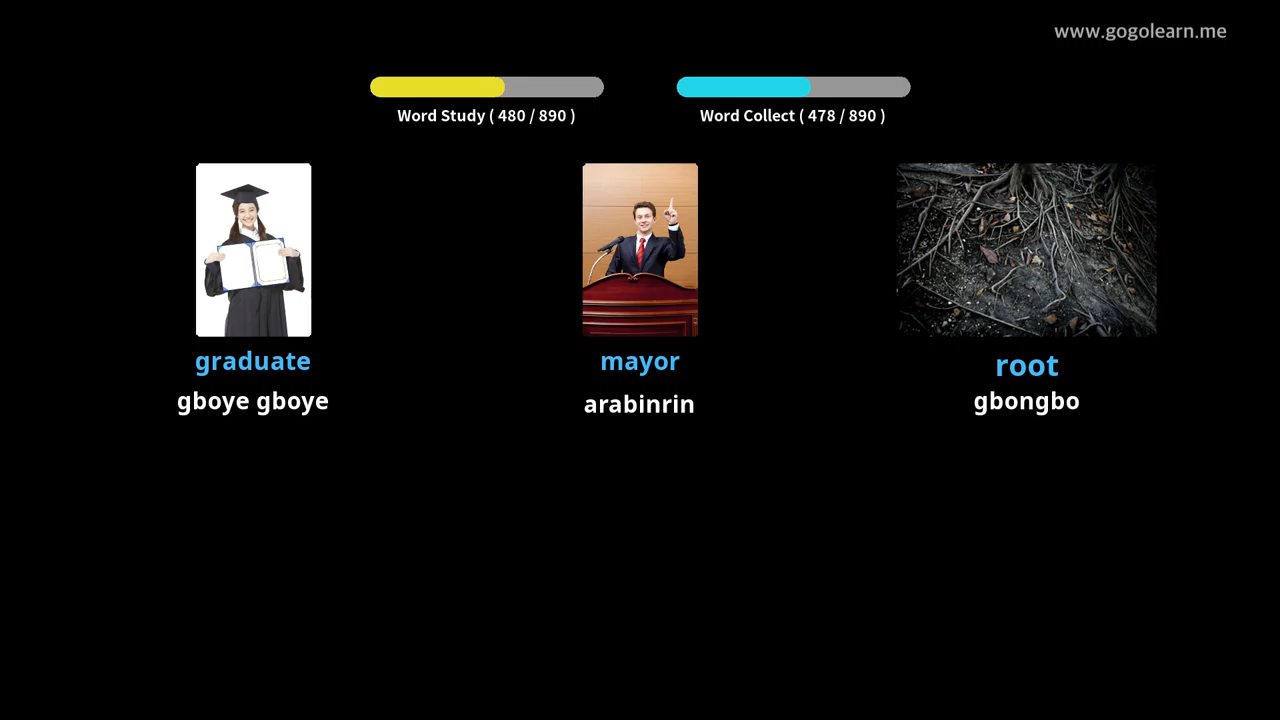 www.gogolearn.me
Word Study ( 480 / 890 )
Word Collect ( 478 / 890 )
graduate
gboye gboye
mayor
arabinrin
root
gbongbo